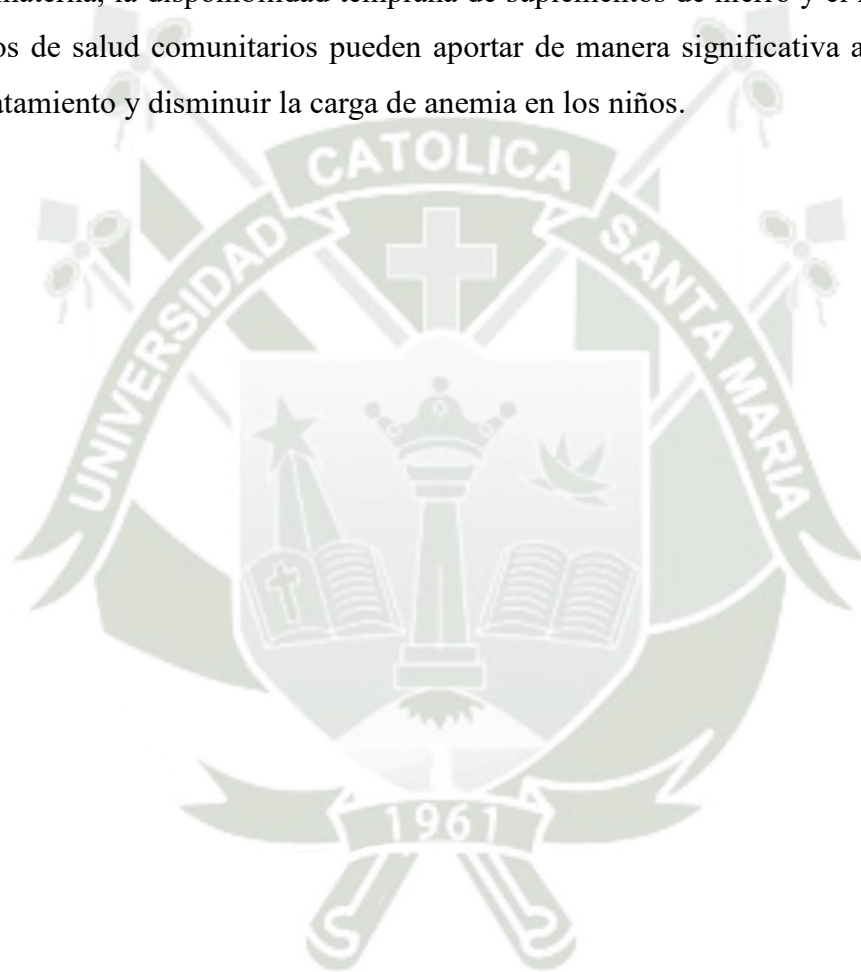 materna, la disponibilidad temprana de suplementos de hierro y el
os de salud comunitarios pueden aportar de manera significativa a
atamiento y disminuir la carga de anemia en los niños.
CATOLICA
UNIVERSIDAD
SANTA MARIA
1961